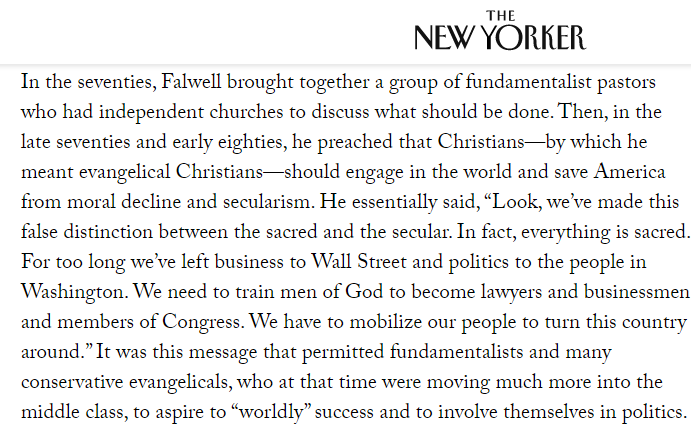 THE
NEW YORKER
In the seventies, Falwell brought together a group of fundamentalist pastors
who had independent churches to discuss what should be done. Then, in the
late seventies and early eighties, he preached that Christians—by which he
meant evangelical Christians—should engage in the world and save America
from moral decline and secularism. He essentially said, “Look, we’ve made this
false distinction between the sacred and the secular. In fact, everything is sacred.
For too long we’ve left business to Wall Street and politics to the people in
Washington. We need to train men of God to become lawyers and businessmen
and members of Congress. We have to mobilize our people to turn this country
around.” It was this message that permitted fundamentalists and many
conservative evangelicals, who at that time were moving much more into the
middle class, to aspire to “worldly” success and to involve themselves in politics.